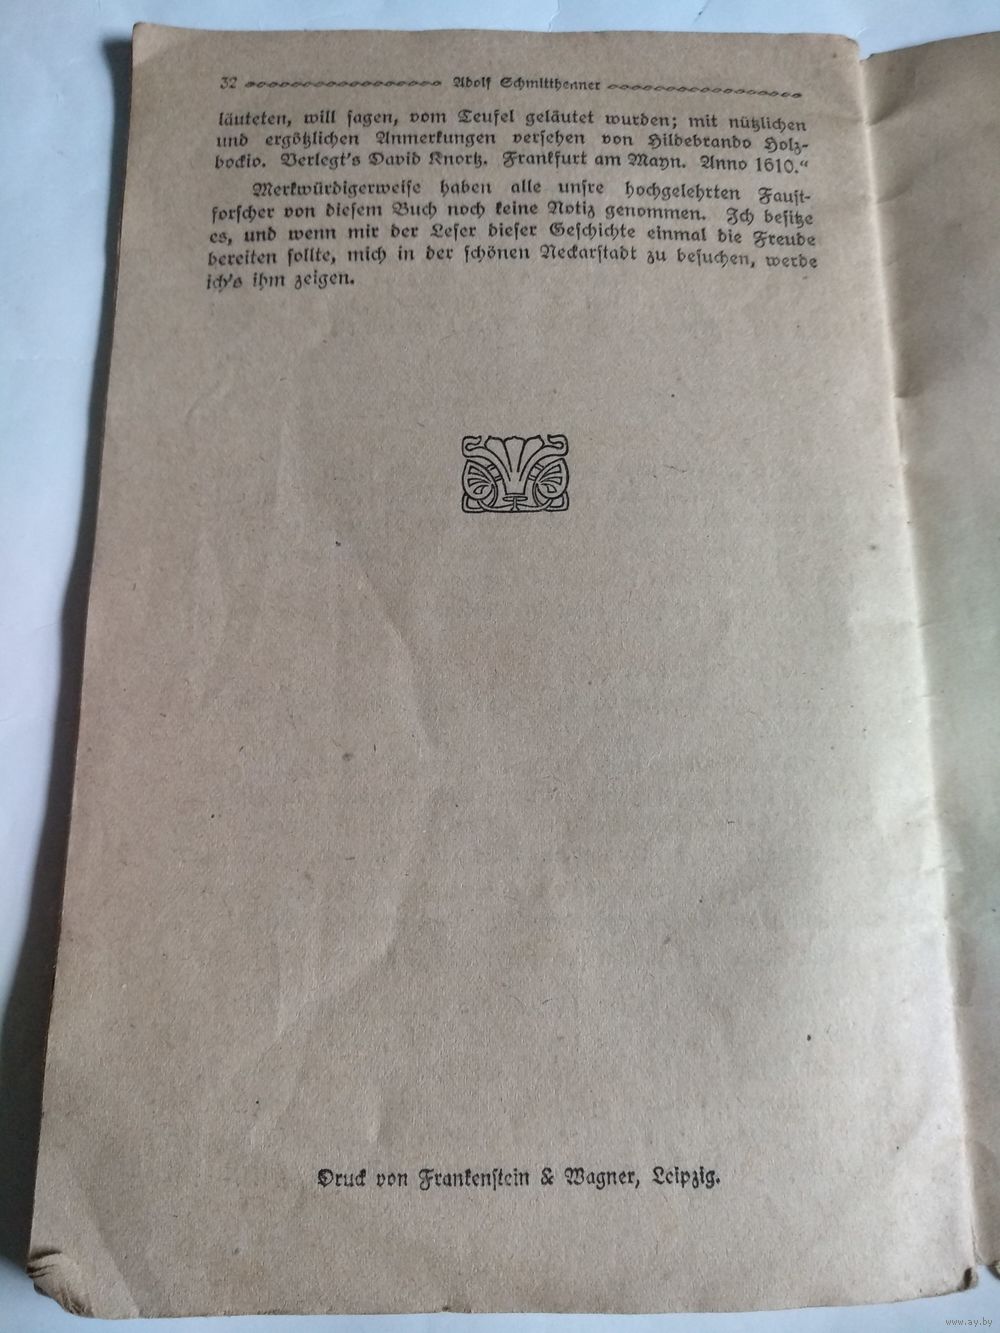 32 Adolf Schmitthenner
läuteten, will sagen, vom Teufel geläutet wurden; mit nützlichen
und ergötzlichen Anmerkungen versehen von Hildebrando Holz-
bockio. Verlegt's David Knortz. Frankfurt am Mayn. Anno 1610.“
Merkwürdigerweise haben alle unsre hochgelehrten Faust-
forscher von diesem Buch noch keine Notiz genommen. Ich besitze
es, und wenn mir der Leser dieser Geschichte einmal die Freude
bereiten sollte, mich in der schönen Neckarstadt zu besuchen, werde
ich's ihm zeigen.
Druck von Frankenstein & Wagner, Leipzig.
www.ay.by